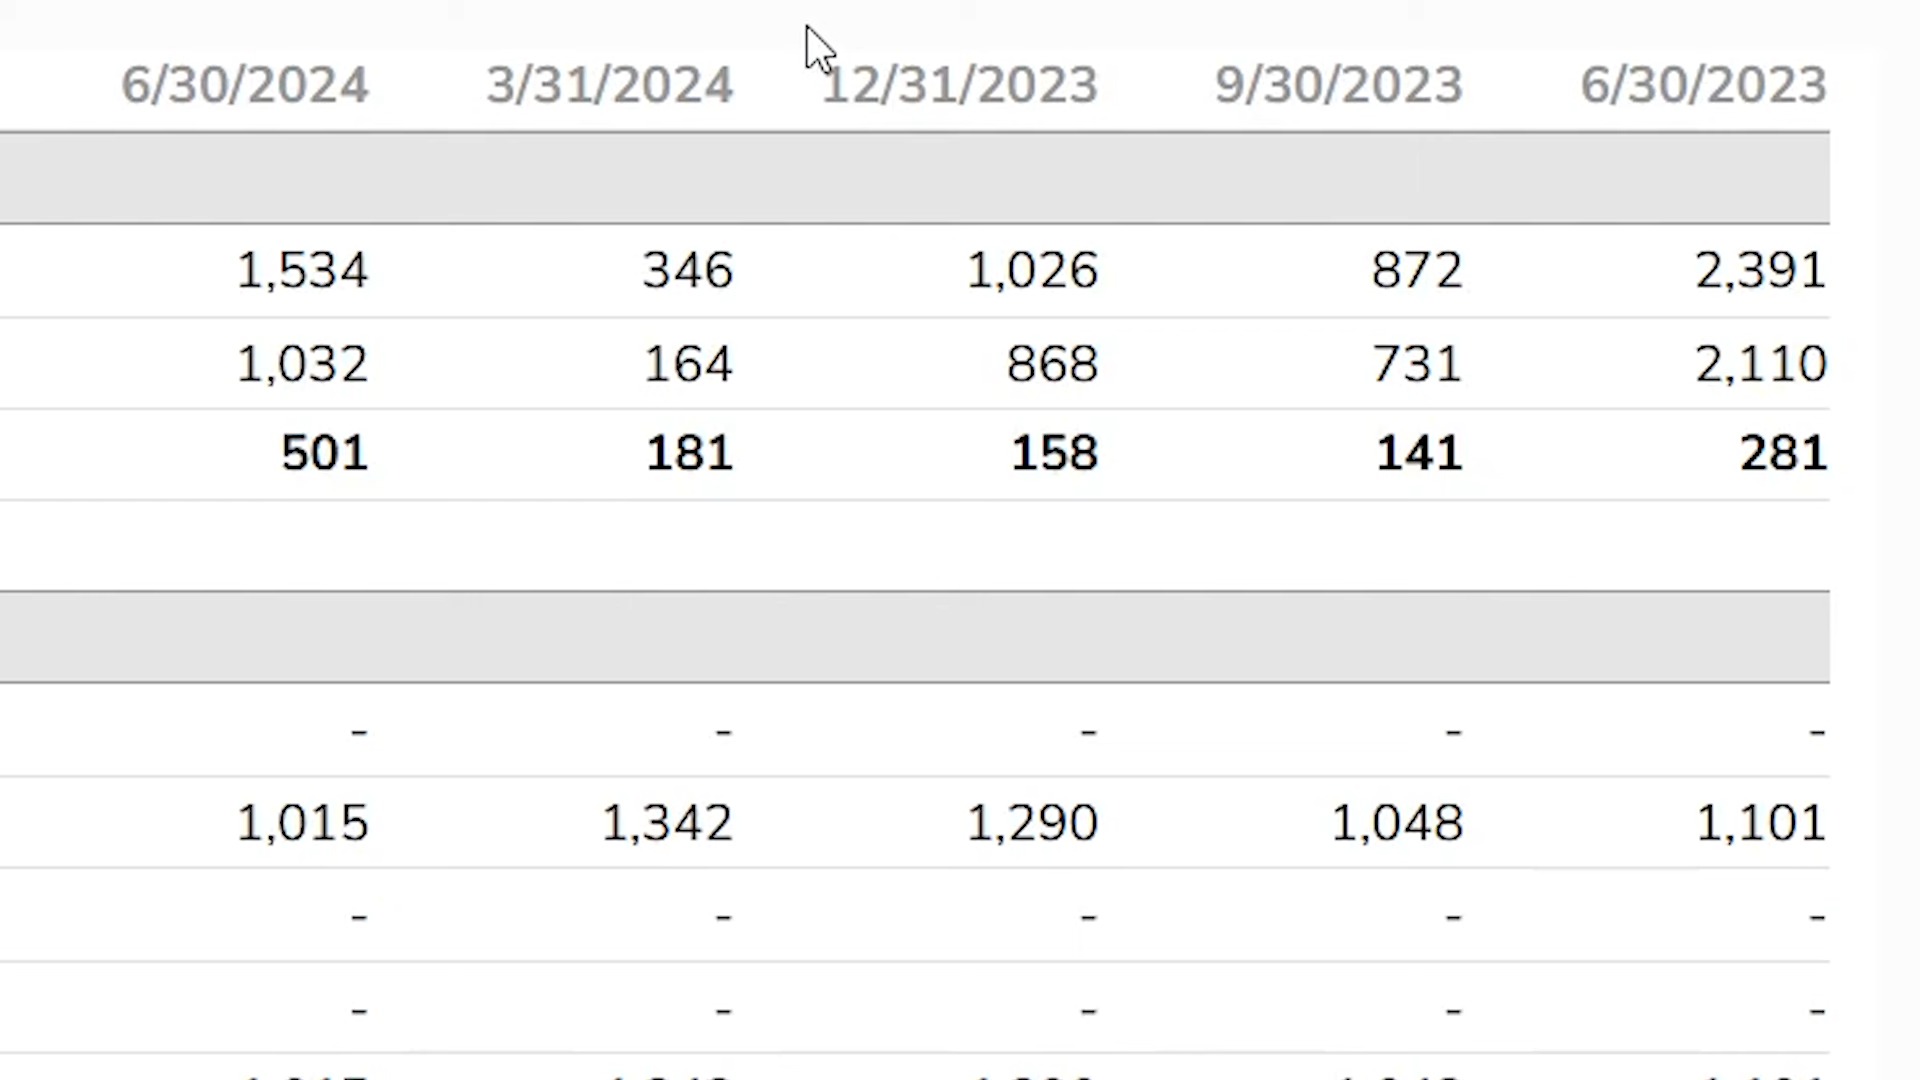 6/30/2024 3/31/2024 12/31/2023 9/30/2023 6/30/2023
1,534 346 1,026 872 2,391
1,032 164 868 731 2,110
501 181 158 141 281
- - - - -
1,015 1,342 1,290 1,048 1,101
- - - - -
- - - - -